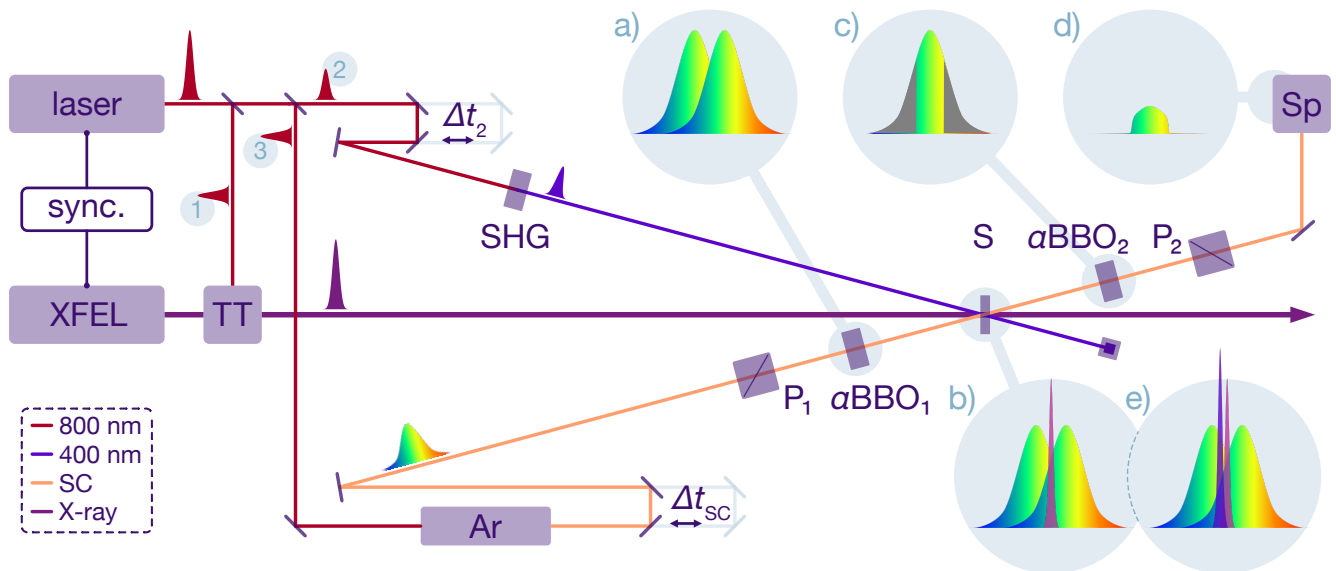 a)
c)
d)
2
laser
Sp
Δt₂
3
sync.
1
SHG
S
αBBO₂
P₂
XFEL
TT
P₁
αBBO₁
b)
e)
800 nm
400 nm
SC
X-ray
Δt_SC
Ar